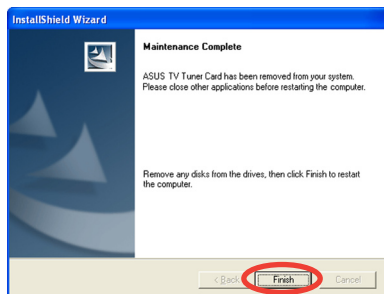 InstallShield Wizard
Maintenance Complete
ASUS TV Tuner Card has been removed from your system.
Please close other applications before restarting the computer.
Remove any disks from the drives, then click Finish to restart
the computer.
< Back Finish Cancel